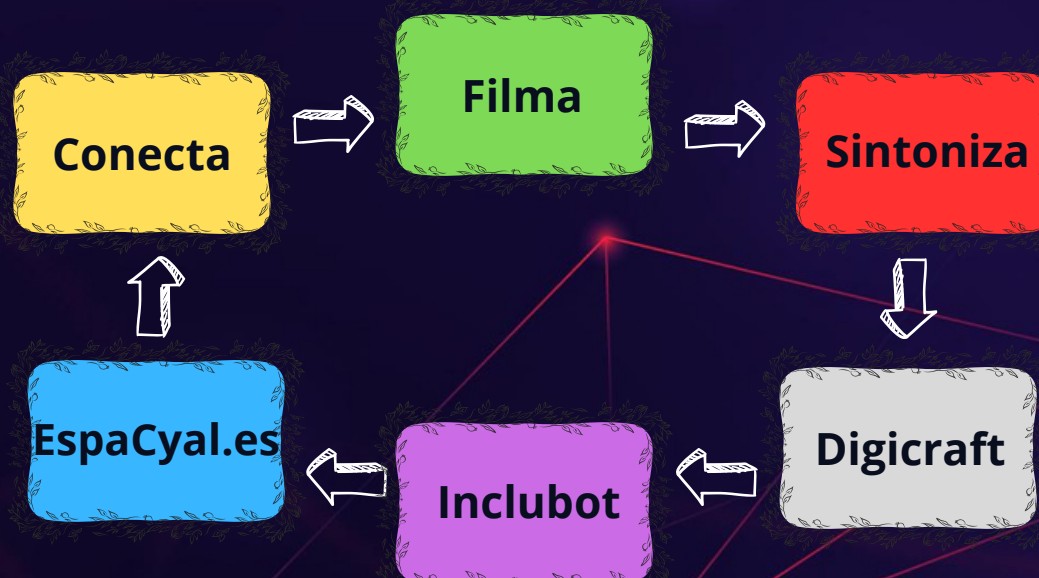 Conecta
Filma
Sintoniza
EspaCyal.es
Inclubot
Digicraft